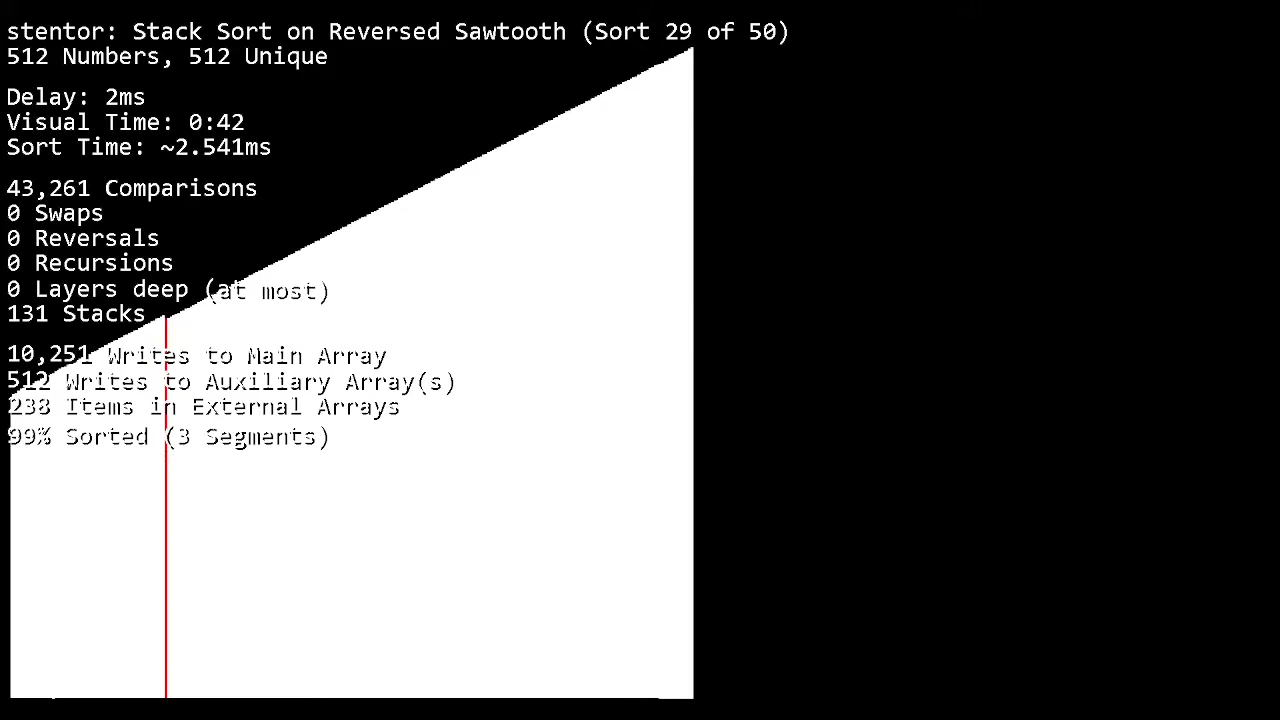 stentor: Stack Sort on Reversed Sawtooth (Sort 29 of 50)
512 Numbers, 512 Unique
Delay: 2ms
Visual Time: 0:42
Sort Time: ~2.541ms
43,261 Comparisons
0 Swaps
0 Reversals
0 Recursions
0 Layers deep (at most)
131 Stacks
10,251 Writes to Main Array
512 Writes to Auxiliary Array(s)
238 Items in External Arrays
99% Sorted (3 Segments)